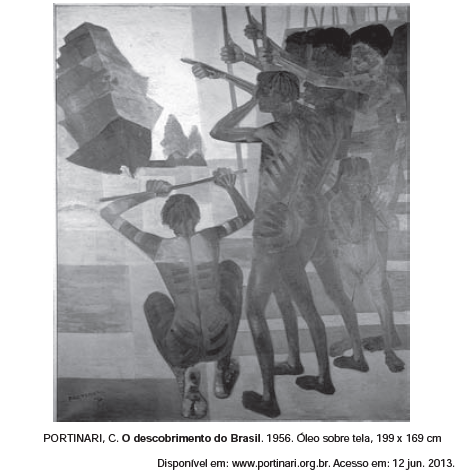 PORTINARI, C. O descobrimento do Brasil. 1956. Óleo sobre tela, 199 x 169 cm
Disponível em: www.portinari.org.br. Acesso em: 12 jun. 2013.